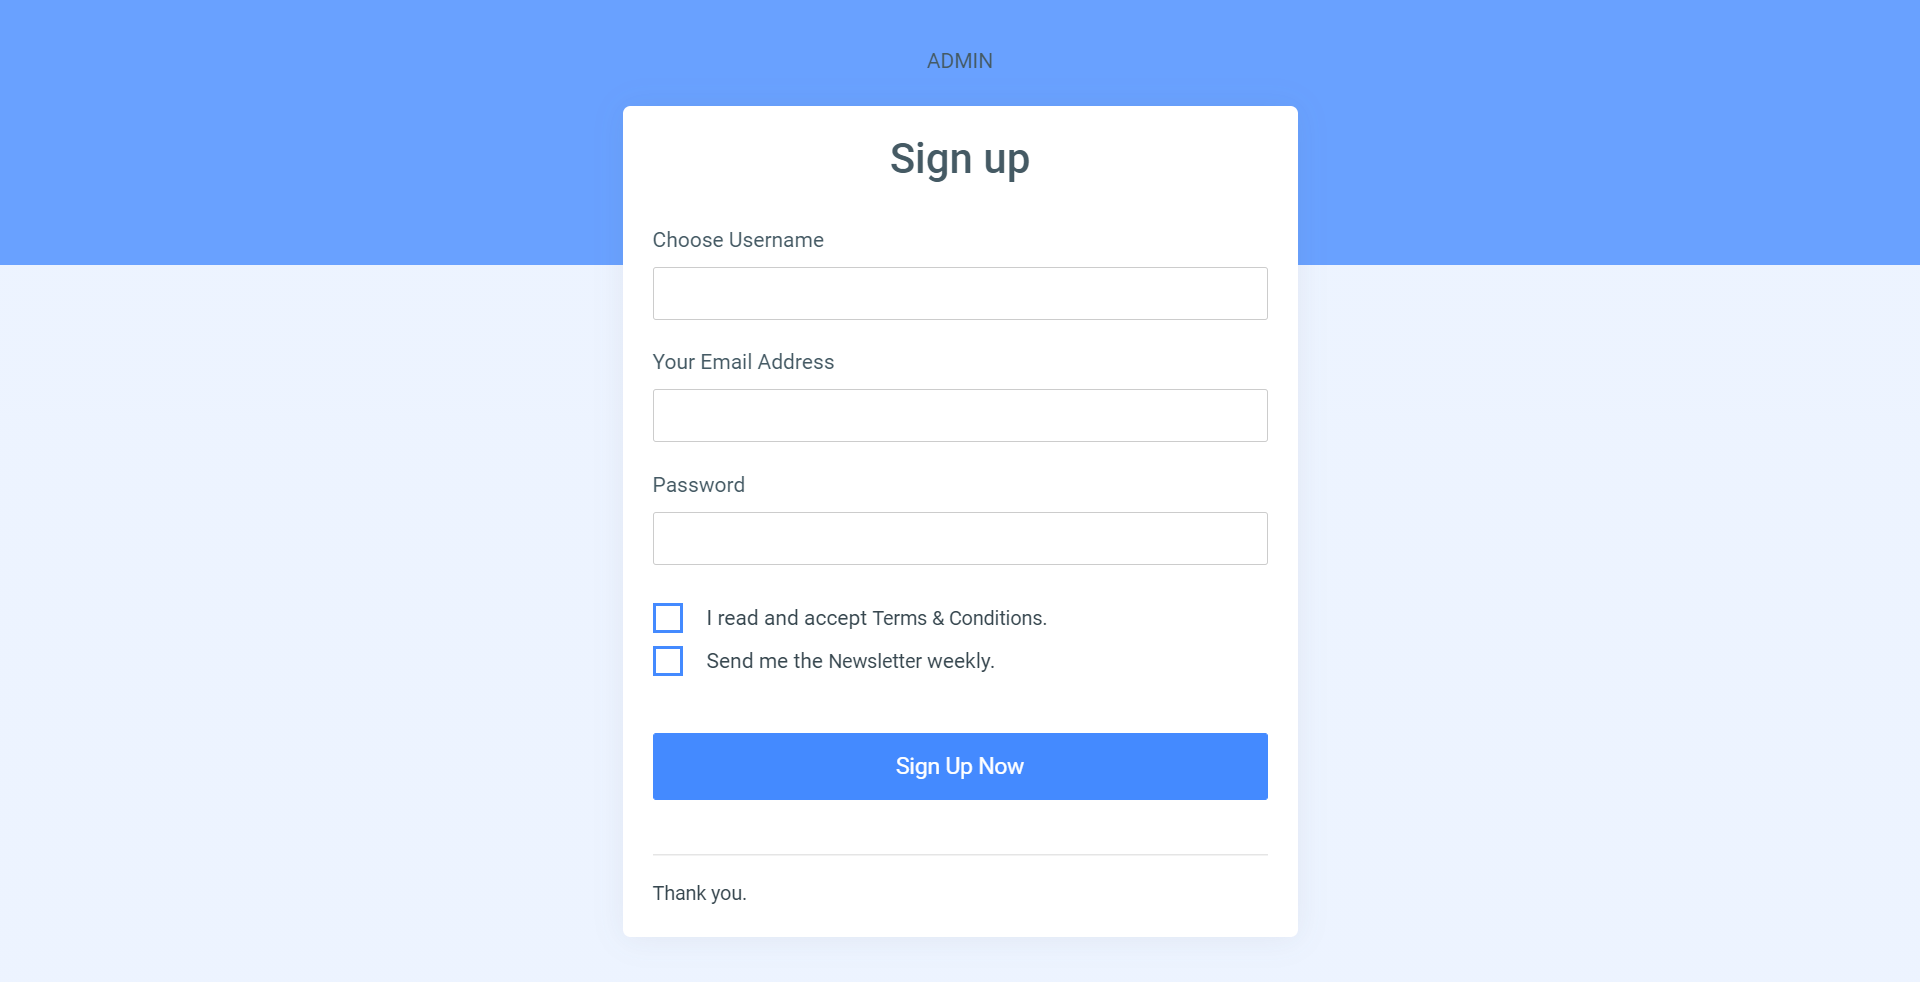 ADMIN
Sign up
Choose Username
Your Email Address
Password
I read and accept Terms & Conditions.
Send me the Newsletter weekly.
Sign Up Now
Thank you.